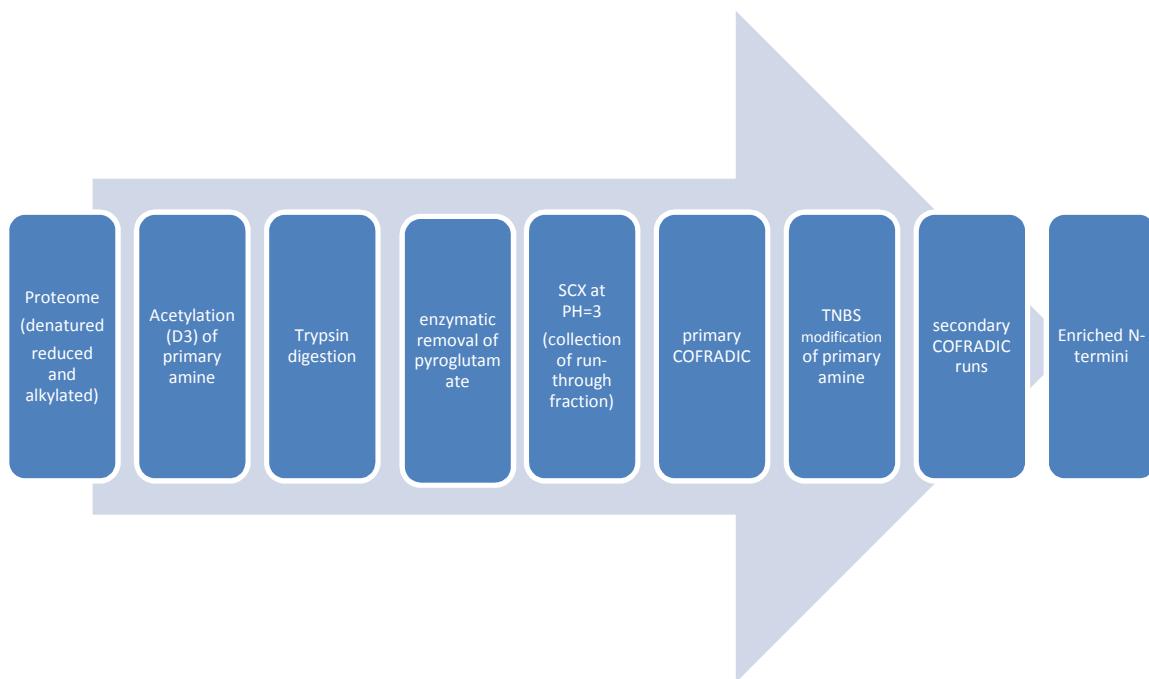 Proteome
(denatured
reduced
and
alkylated)
Acetylation
(D3) of
primary
amine
Trypsin
digestion
enzymatic
removal of
pyroglutam
ate
SCX at
PH=3
(collection
of run-
through
fraction)
primary
COFRADIC
TNBS
modification
of primary
amine
secondary
COFRADIC
runs
Enriched N-
termini